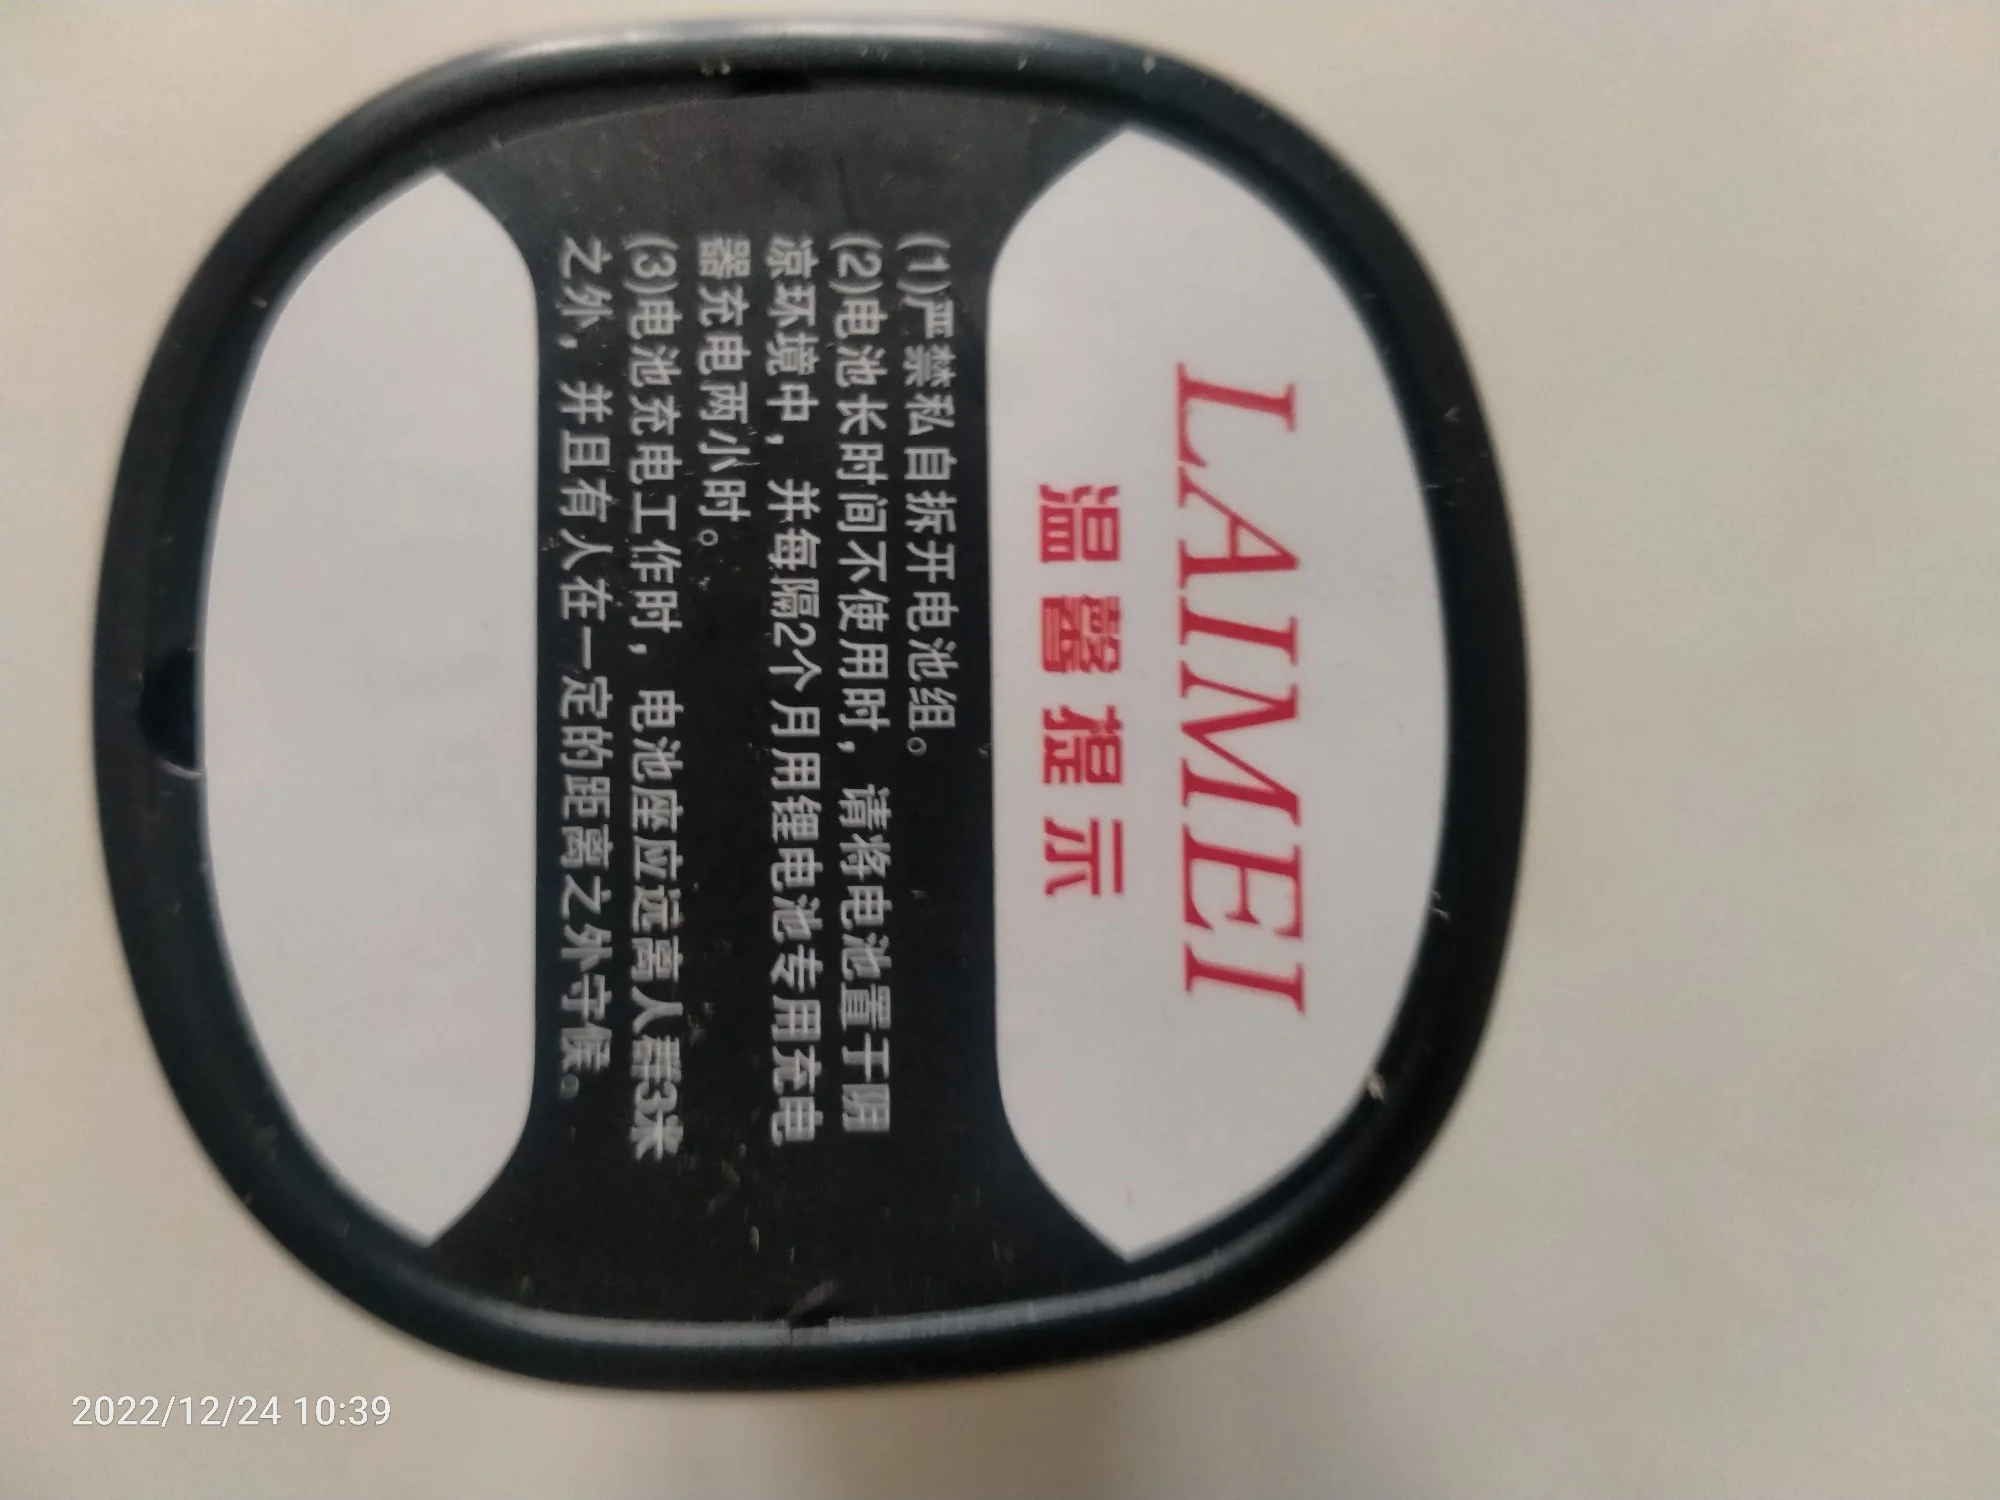 LAIMEI
温馨提示
(1)严禁私自拆开电池组。
(2)电池长时间不使用时，请将电池置于阴
凉环境中，并每隔2个月用锂电池专用充电
器充电两小时。
(3)电池充电工作时，电池座应远离人群3米
之外，并且有人在一定的距离之外守候。
2022/12/24 10:39